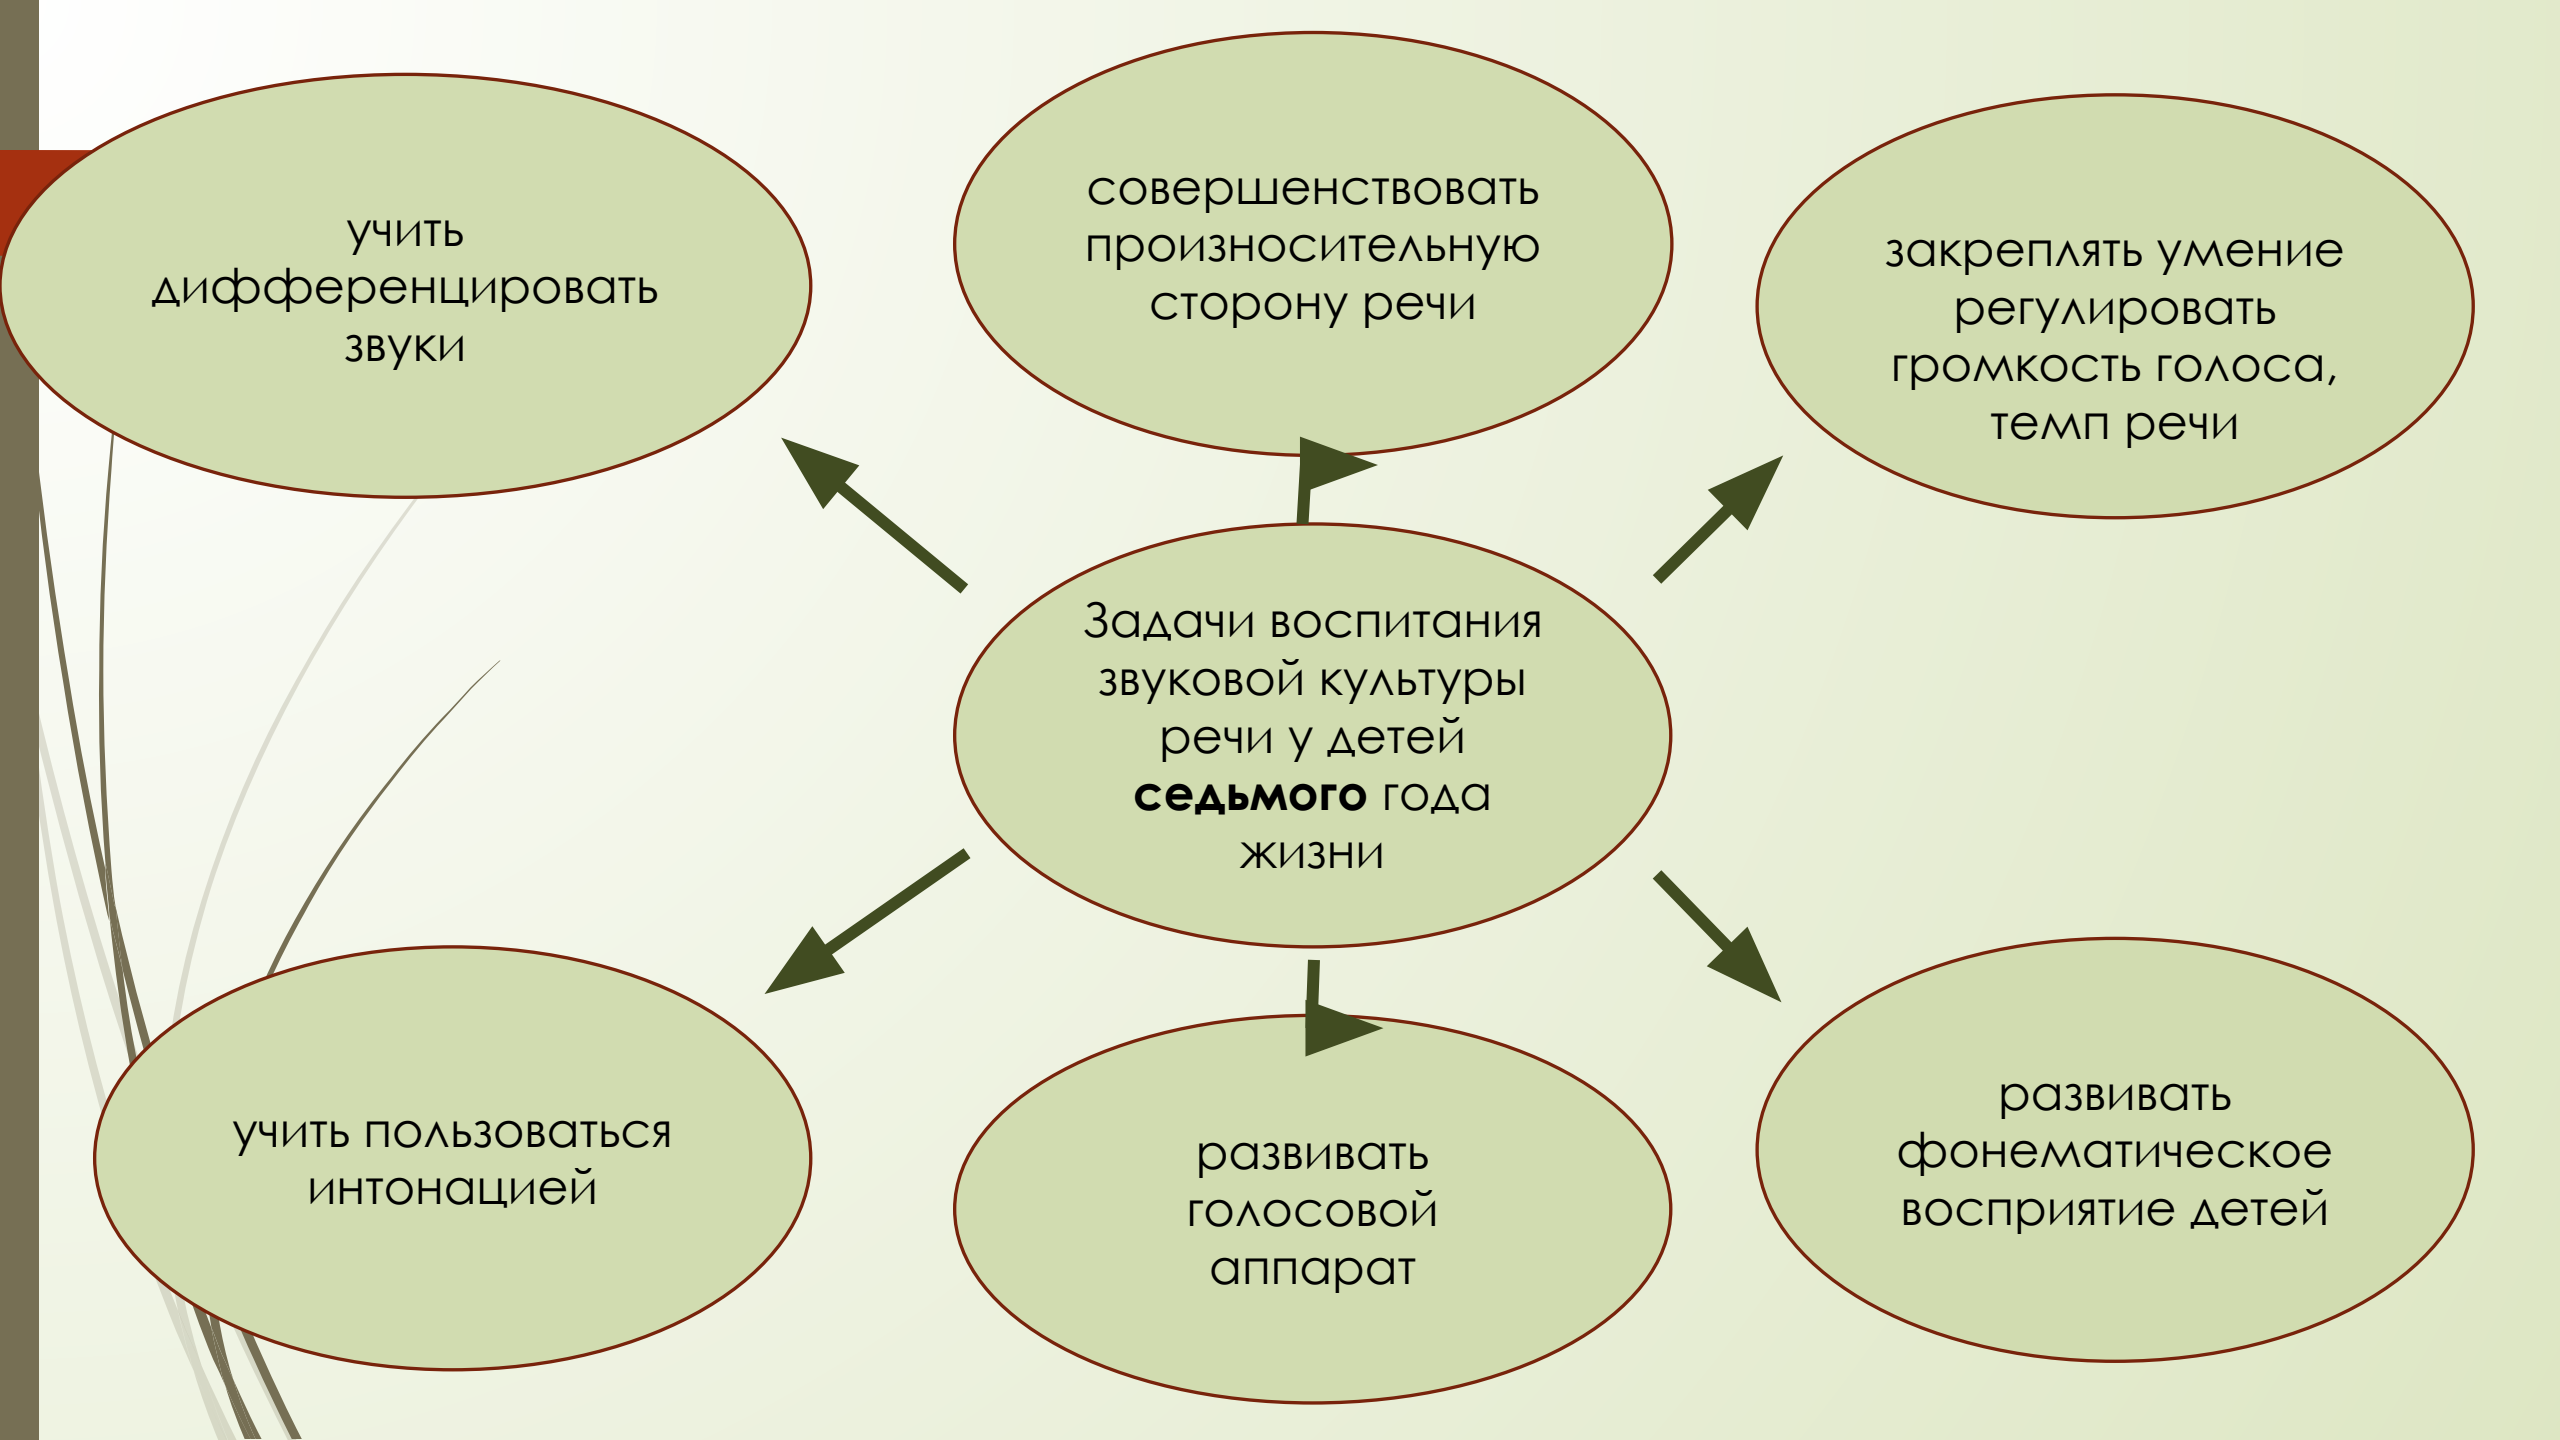 учить
дифференцировать
звуки
совершенствовать
произносительную
сторону речи
закреплять умение
регулировать
громкость голоса,
темп речи
Задачи воспитания
звуковой культуры
речи у детей
седьмого года
жизни
учить пользоваться
интонацией
развивать
голосовой
аппарат
развивать
фонематическое
восприятие детей